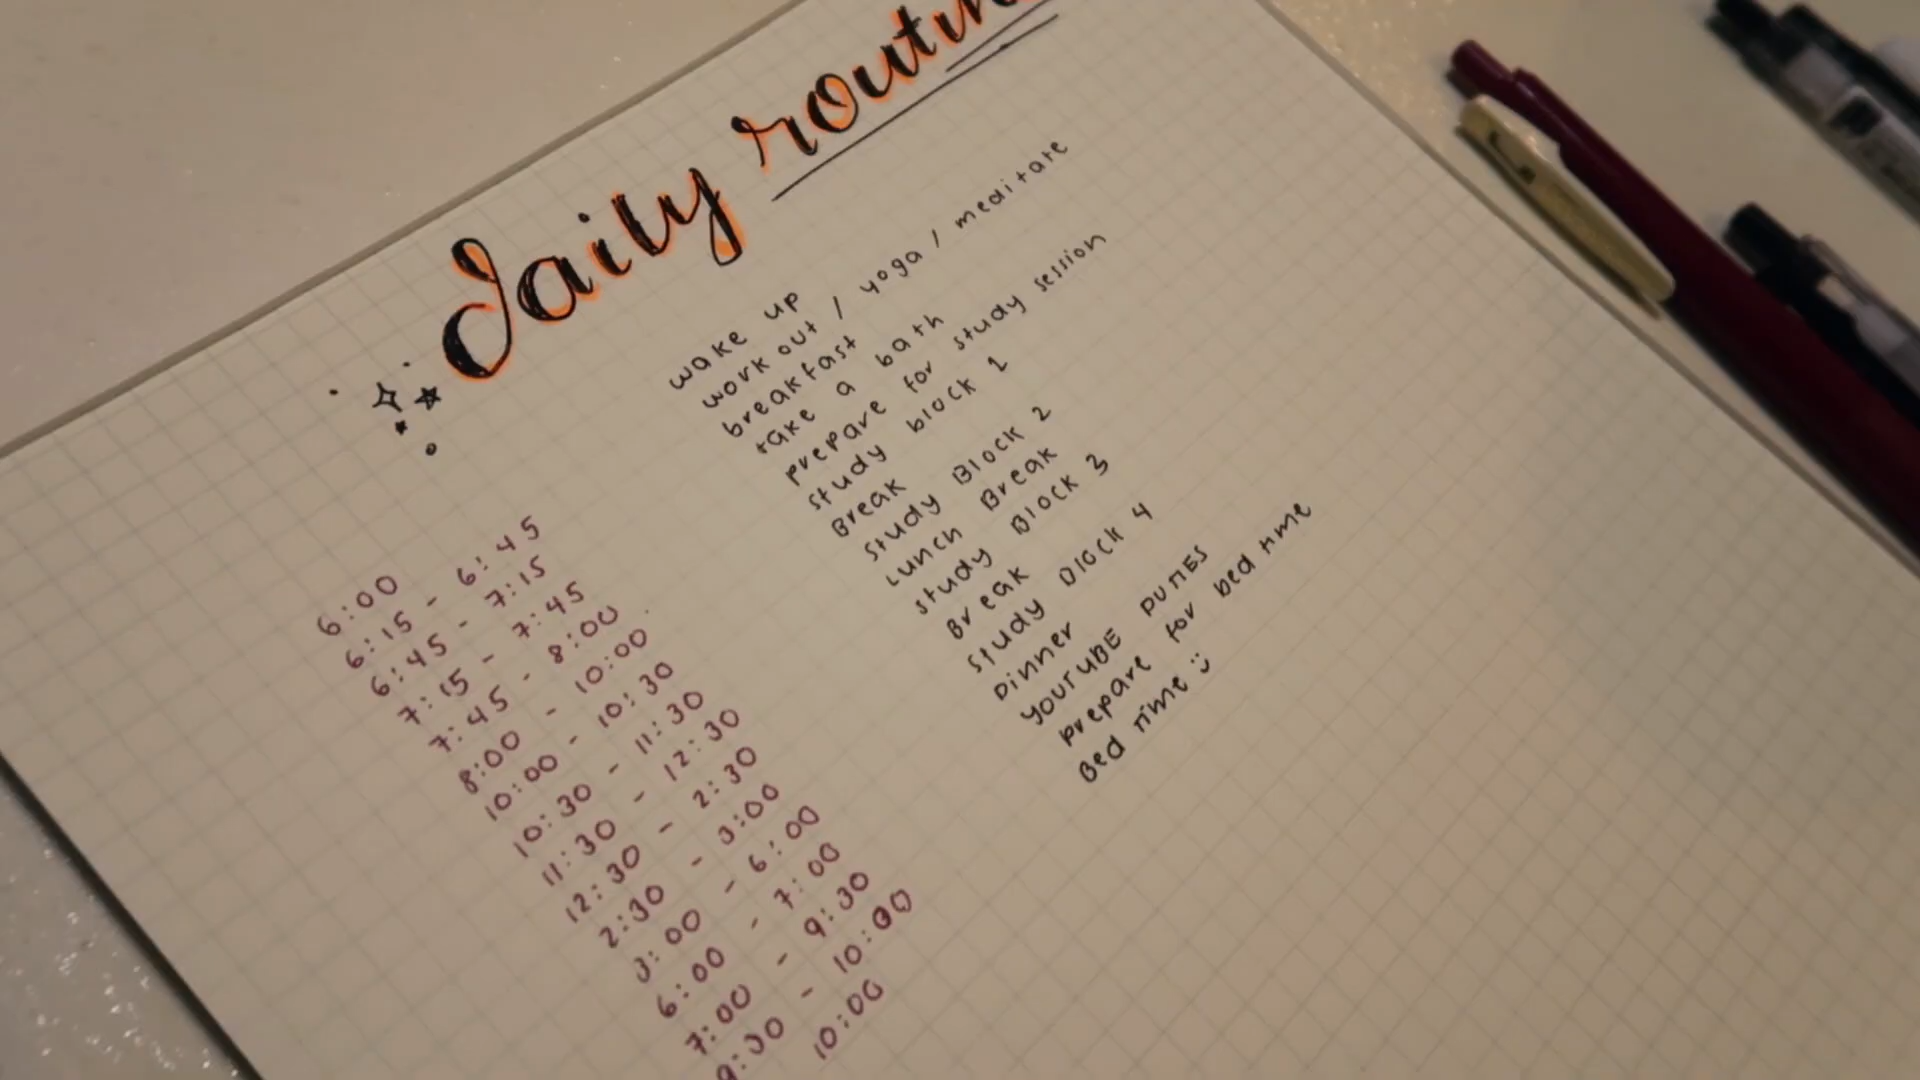 daily routin
6:00 wake up
6:15 - 6:45 work out / yoga / meditate
6:45 - 7:15 breakfast
7:15 - 7:45 take a bath
7:45 - 8:00 prepare for study session
8:00 - 10:00 study block 1
10:00 - 10:30 Break
10:30 - 11:30 study Block 2
11:30 - 12:30 Lunch Break
12:30 - 2:30 study Block 3
2:30 - 3:00 Break
3:00 - 6:00 study Block 4
6:00 - 7:00 Dinner
7:00 - 9:30 YOUTUBE DUTIES
9:30 - 10:00 prepare for bed time
10:00 Bed Time